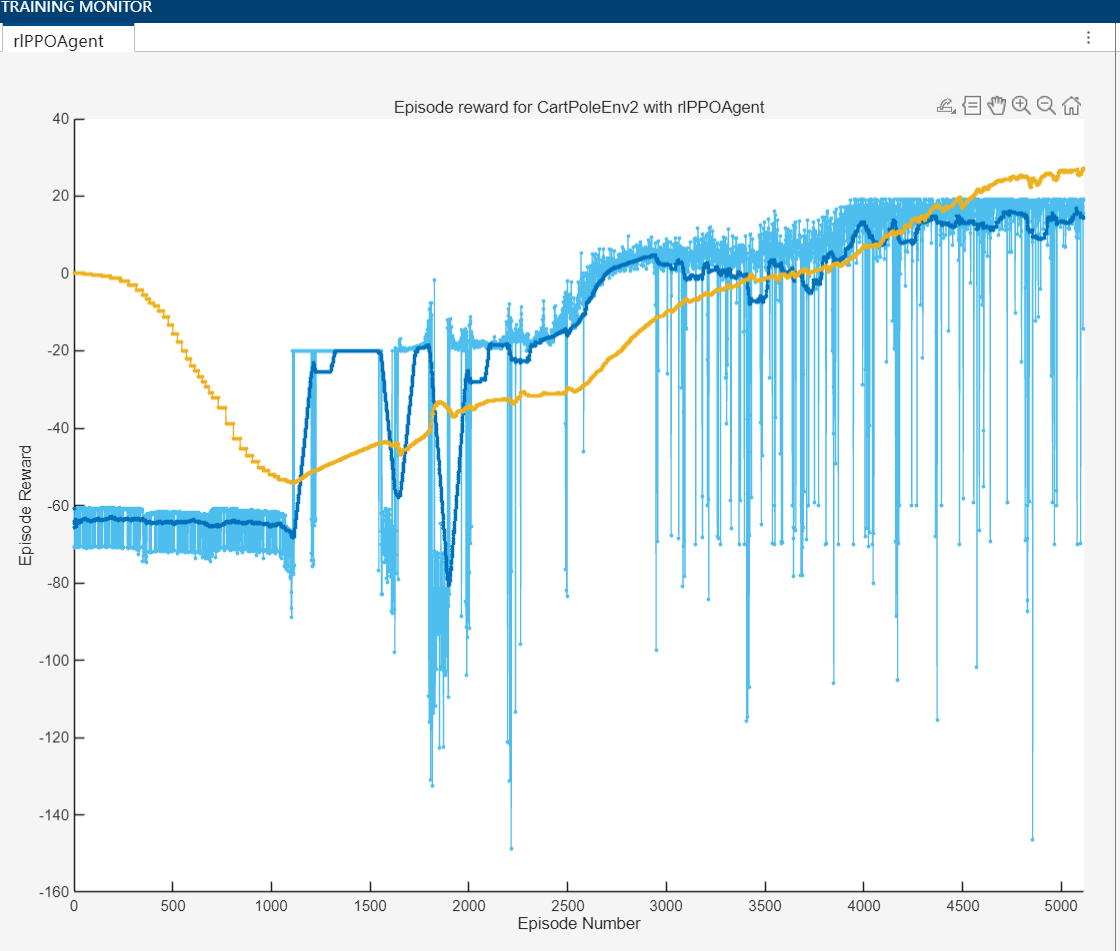 TRAINING MONITOR
rlPPOAgent
Episode reward for CartPoleEnv2 with rlPPOAgent
40
20
0
-20
-40
-60
-80
-100
-120
-140
-160
Episode Reward
0 500 1000 1500 2000 2500 3000 3500 4000 4500 5000
Episode Number